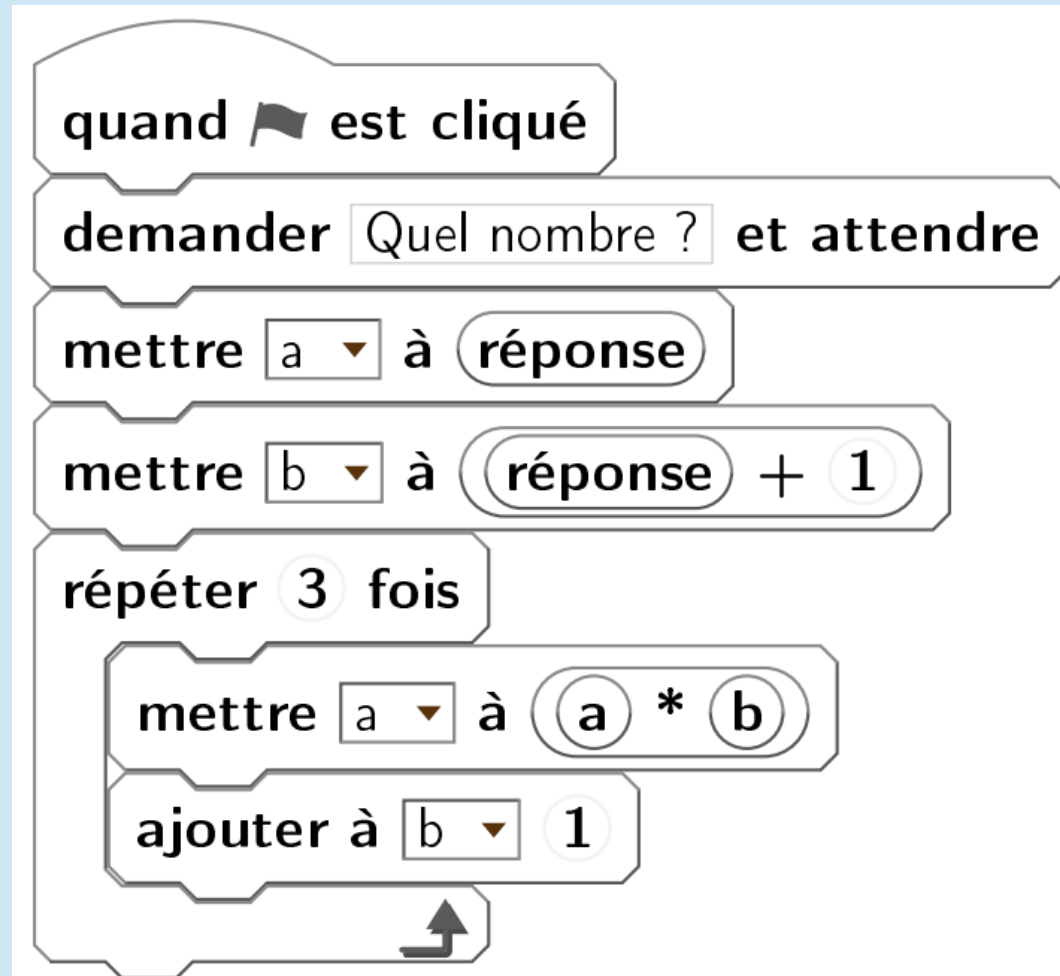 quand est cliqué
demander Quel nombre ? et attendre
mettre a à réponse
mettre b à réponse + 1
répéter 3 fois
mettre a à a * b
ajouter à b 1